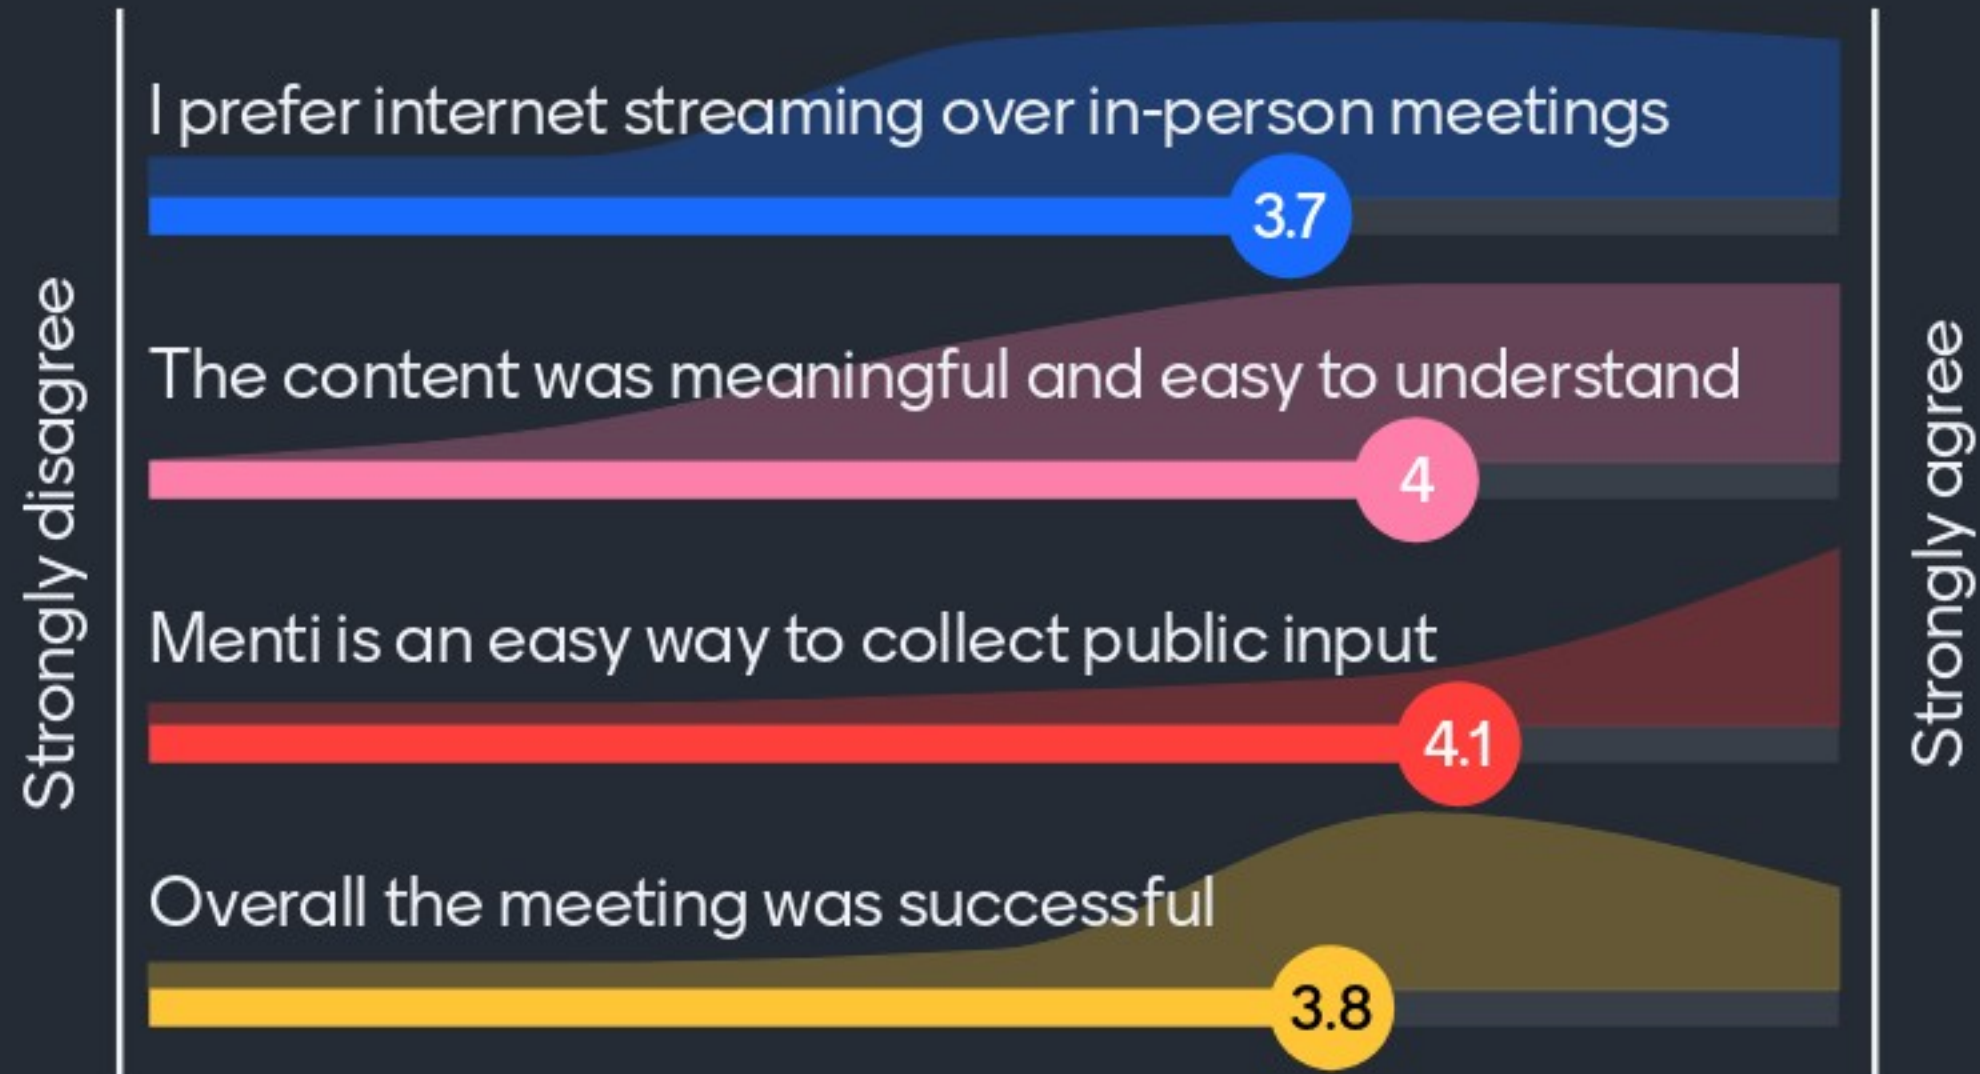 Strongly disagree
I prefer internet streaming over in-person meetings
3.7
The content was meaningful and easy to understand
4
Menti is an easy way to collect public input
4.1
Overall the meeting was successful
3.8
Strongly agree